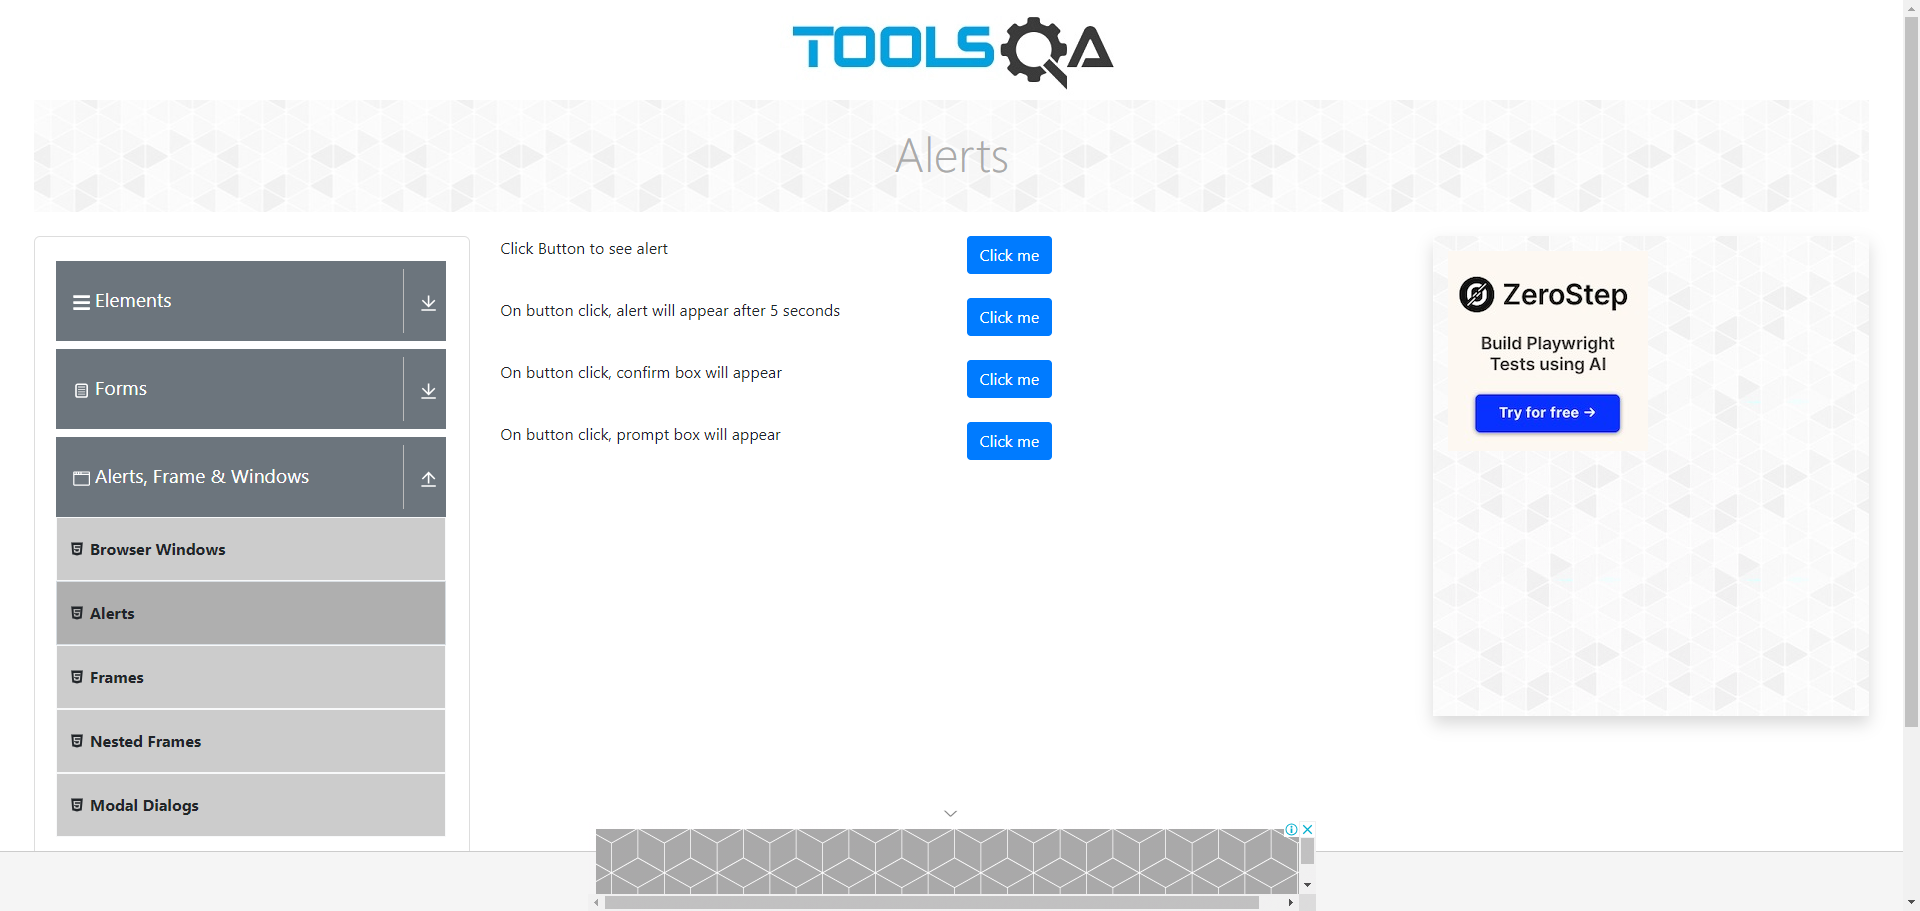 TOOLSQA
Alerts
Elements
Forms
Alerts, Frame & Windows
Browser Windows
Alerts
Frames
Nested Frames
Modal Dialogs
Click Button to see alert
Click me
On button click, alert will appear after 5 seconds
Click me
On button click, confirm box will appear
Click me
On button click, prompt box will appear
Click me
ZeroStep
Build Playwright
Tests using AI
Try for free →